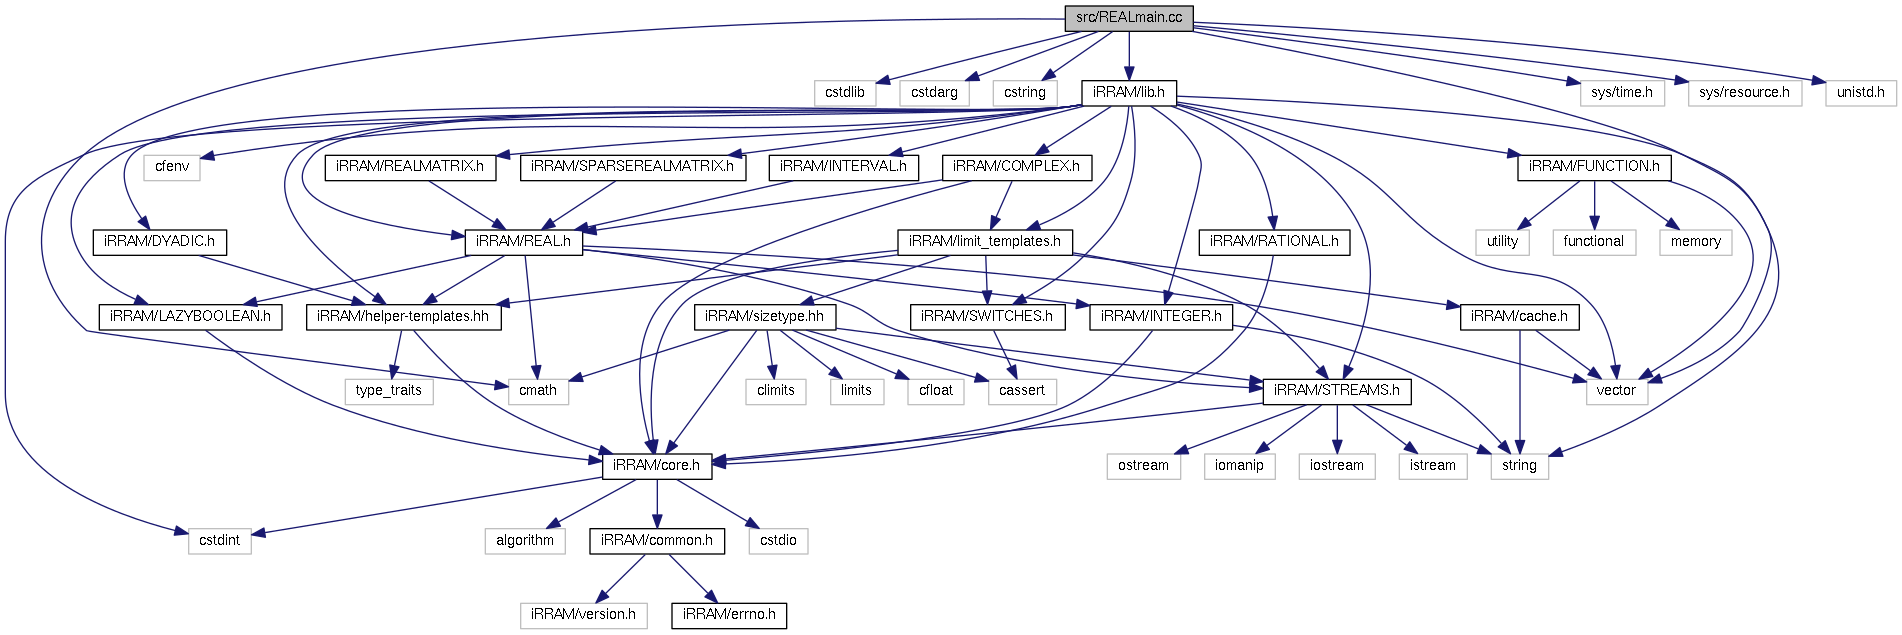 src/REALmain.cc
cstdlib
cstdarg
cstring
iRRAM/lib.h
sys/time.h
sys/resource.h
unistd.h
cfenv
iRRAM/REALMATRIX.h
iRRAM/SPARSEREALMATRIX.h
iRRAM/INTERVAL.h
iRRAM/COMPLEX.h
iRRAM/FUNCTION.h
iRRAM/DYADIC.h
iRRAM/REAL.h
iRRAM/limit_templates.h
iRRAM/RATIONAL.h
utility
functional
memory
iRRAM/LAZYBOOLEAN.h
iRRAM/helper-templates.hh
iRRAM/sizetype.hh
iRRAM/SWITCHES.h
iRRAM/INTEGER.h
iRRAM/cache.h
type_traits
cmath
climits
limits
cfloat
cassert
iRRAM/STREAMS.h
vector
iRRAM/core.h
ostream
iomanip
iostream
istream
string
cstdint
algorithm
iRRAM/common.h
cstdio
iRRAM/version.h
iRRAM/errno.h